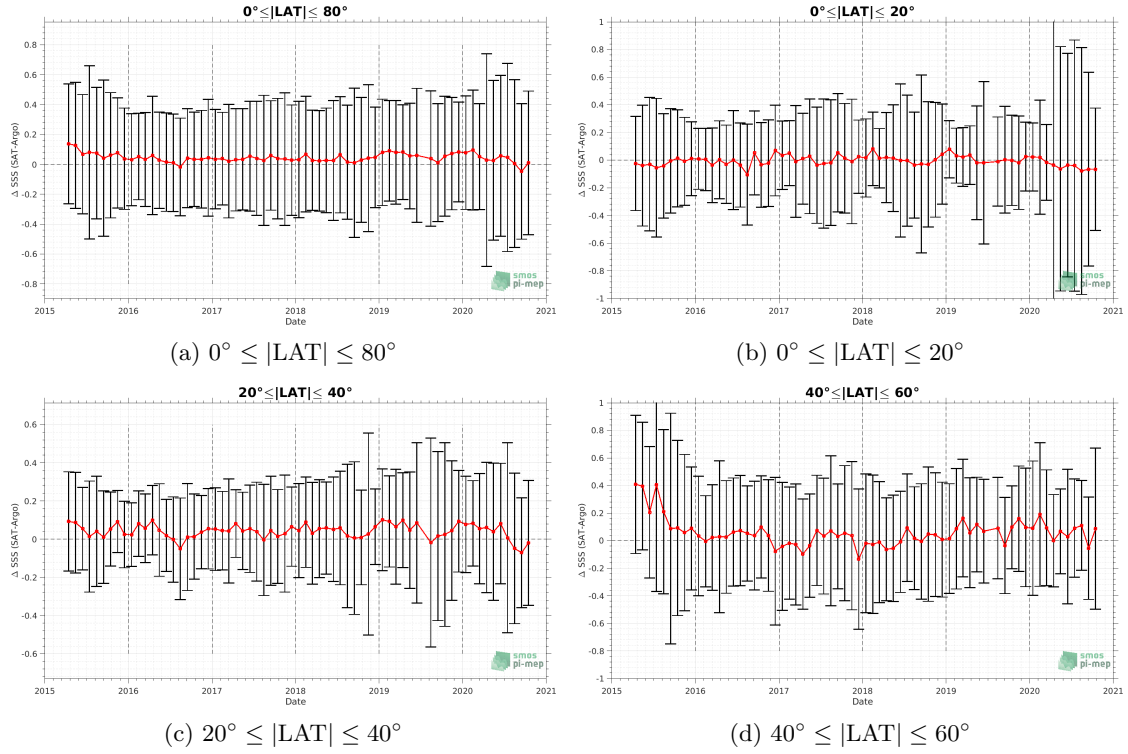 0°≤|LAT|≤ 80°
0.8
0.6
0.4
0.2
0
-0.2
-0.4
-0.6
-0.8
Δ SSS (SAT-Argo)
2015 2016 2017 2018 2019 2020 2021
Date
smos
pi-mep
(a) 0° ≤ |LAT| ≤ 80°
0°≤|LAT|≤ 20°
1
0.8
0.6
0.4
0.2
0
-0.2
-0.4
-0.6
-0.8
-1
Δ SSS (SAT-Argo)
2015 2016 2017 2018 2019 2020 2021
Date
smos
pi-mep
(b) 0° ≤ |LAT| ≤ 20°
20°≤|LAT|≤ 40°
0.6
0.4
0.2
0
-0.2
-0.4
-0.6
Δ SSS (SAT-Argo)
2015 2016 2017 2018 2019 2020 2021
Date
smos
pi-mep
(c) 20° ≤ |LAT| ≤ 40°
40°≤|LAT|≤ 60°
1
0.8
0.6
0.4
0.2
0
-0.2
-0.4
-0.6
-0.8
-1
Δ SSS (SAT-Argo)
2015 2016 2017 2018 2019 2020 2021
Date
smos
pi-mep
(d) 40° ≤ |LAT| ≤ 60°